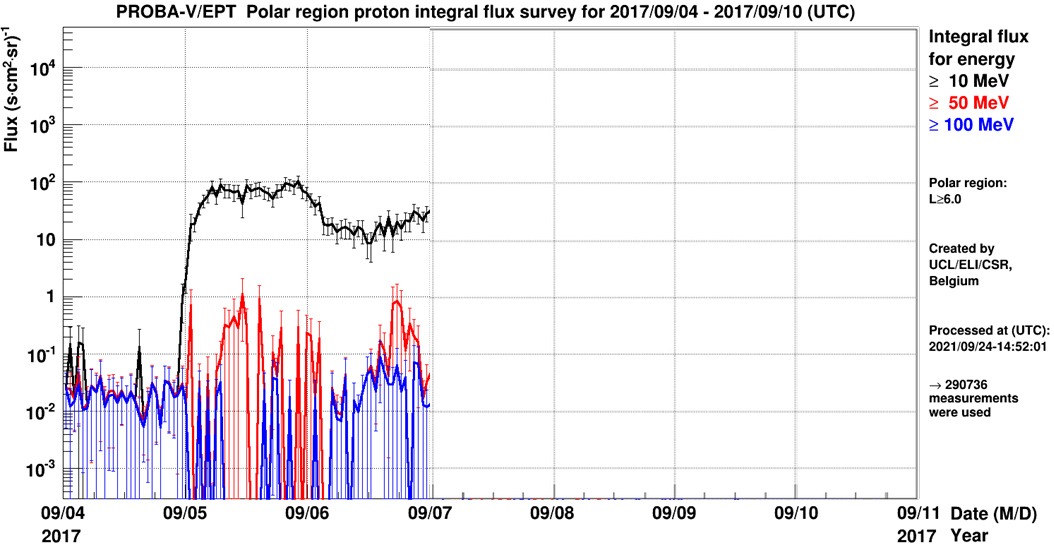 PROBA-V/EPT Polar region proton integral flux survey for 2017/09/04 - 2017/09/10 (UTC)
Flux (s·cm²·sr)⁻¹
10⁴
10³
10²
10
1
10⁻¹
10⁻²
10⁻³
09/04
09/05
09/06
09/07
09/08
09/09
09/10
09/11
Date (M/D)
2017
2017
Year
Integral flux
for energy
≥ 10 MeV
≥ 50 MeV
≥ 100 MeV
Polar region:
L≥6.0
Created by
UCL/ELI/CSR,
Belgium
Processed at (UTC):
2021/09/24-14:52:01
→ 290736
measurements
were used